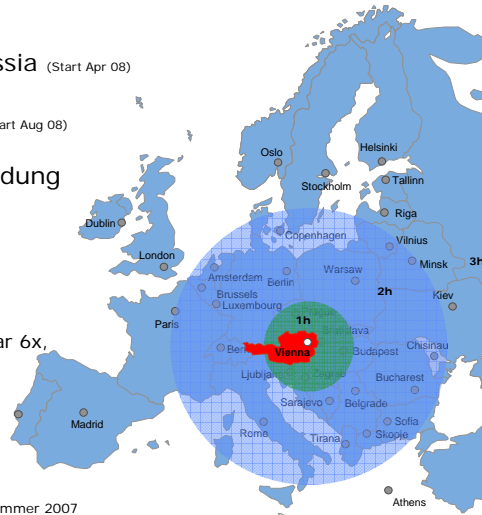 ssia (Start Apr 08)
art Aug 08)
dung
ar 6x,
mmer 2007
Oslo
Helsinki
Stockholm
Tallinn
Riga
Dublin
Copenhagen
Vilnius
Minsk
3h
London
Amsterdam
Berlin
Warsaw
2h
Brussels
Luxembourg
Kiev
Paris
1h
Prague
Bratislava
Vienna
Budapest
Chisinau
Ljubljana
Zagreb
Bucharest
Sarajevo
Belgrade
Madrid
Rome
Sofia
Tirana
Skopje
Athens